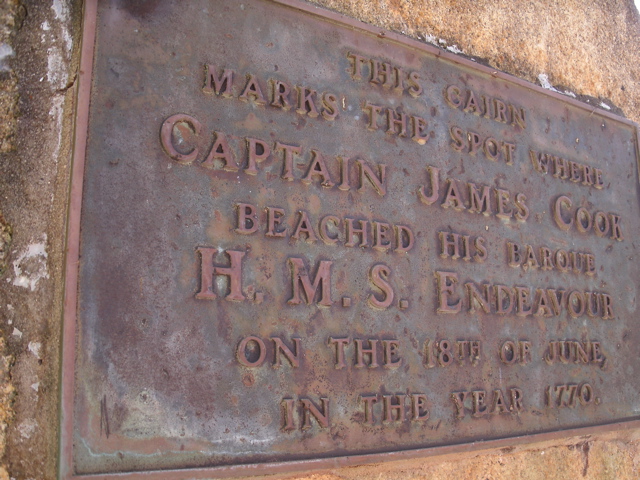 THIS CAIRN
MARKS THE SPOT WHERE
CAPTAIN JAMES COOK
BEACHED HIS BARQUE
H. M. S. ENDEAVOUR
ON THE 18TH OF JUNE,
IN THE YEAR 1770.